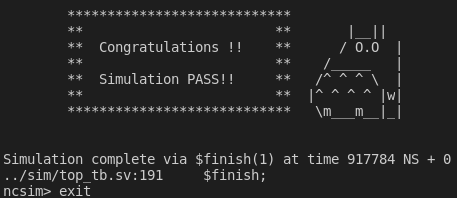 ****************************
        **                        **       |__||
        **  Congratulations !!    **      / O.O  |
        **                        **    /_____   |
        **  Simulation PASS!!     **   /^ ^ ^ \  |
        **                        **  |^ ^ ^ ^ |w|
        ****************************   \m___m__|_|

Simulation complete via $finish(1) at time 917784 NS + 0
../sim/top_tb.sv:191     $finish;
ncsim> exit